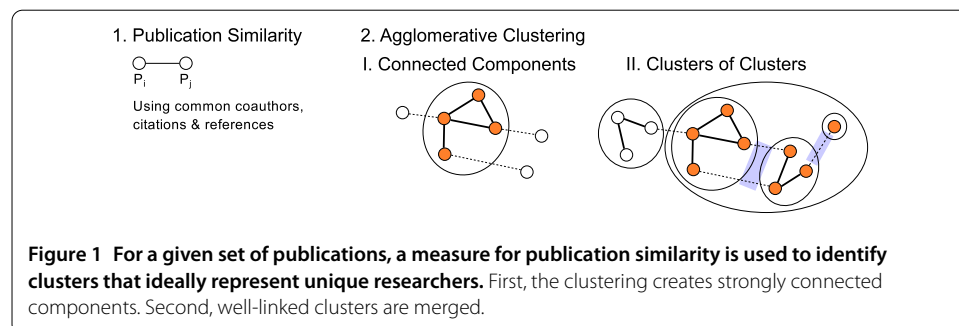 1. Publication Similarity
P_i P_j
Using common coauthors,
citations & references
2. Agglomerative Clustering
I. Connected Components
II. Clusters of Clusters
Figure 1 For a given set of publications, a measure for publication similarity is used to identify
clusters that ideally represent unique researchers. First, the clustering creates strongly connected
components. Second, well-linked clusters are merged.